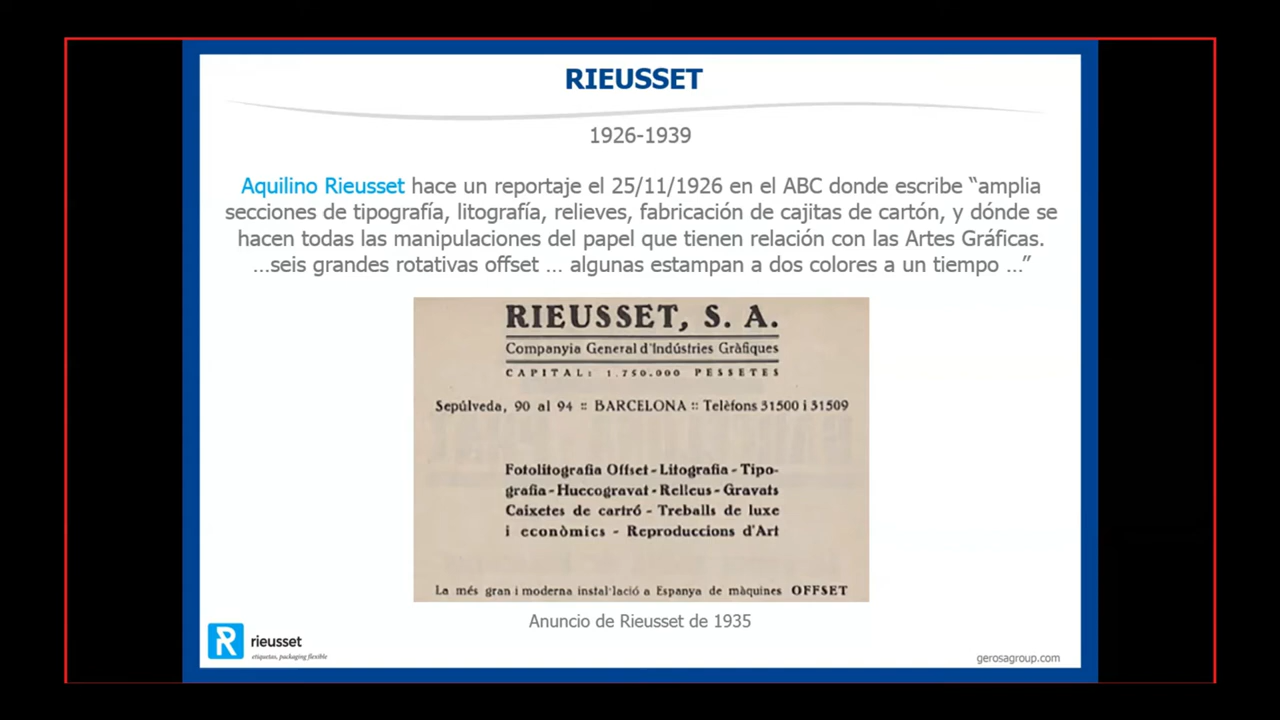 RIEUSSET
1926-1939
Aquilino Rieusset hace un reportaje el 25/11/1926 en el ABC donde escribe “amplia
secciones de tipografía, litografía, relieves, fabricación de cajitas de cartón, y dónde se
hacen todas las manipulaciones del papel que tienen relación con las Artes Gráficas.
…seis grandes rotativas offset … algunas estampan a dos colores a un tiempo …”
RIEUSSET, S. A.
Companyia General d'Indústries Gràfiques
CAPITAL: 1.750.000 PESSETES
Sepúlveda, 90 al 94 :: BARCELONA :: Telèfons 31500 i 31509
Fotolitografia Offset - Litografia - Tipo-
grafia - Huecogravat - Relleus - Gravats
Caixetes de cartró - Treballs de luxe
i econòmics - Reproduccions d'Art
La més gran i moderna instal·lació a Espanya de màquines OFFSET
Anuncio de Rieusset de 1935
R rieusset
etiquetas, packaging flexible
gerosagroup.com